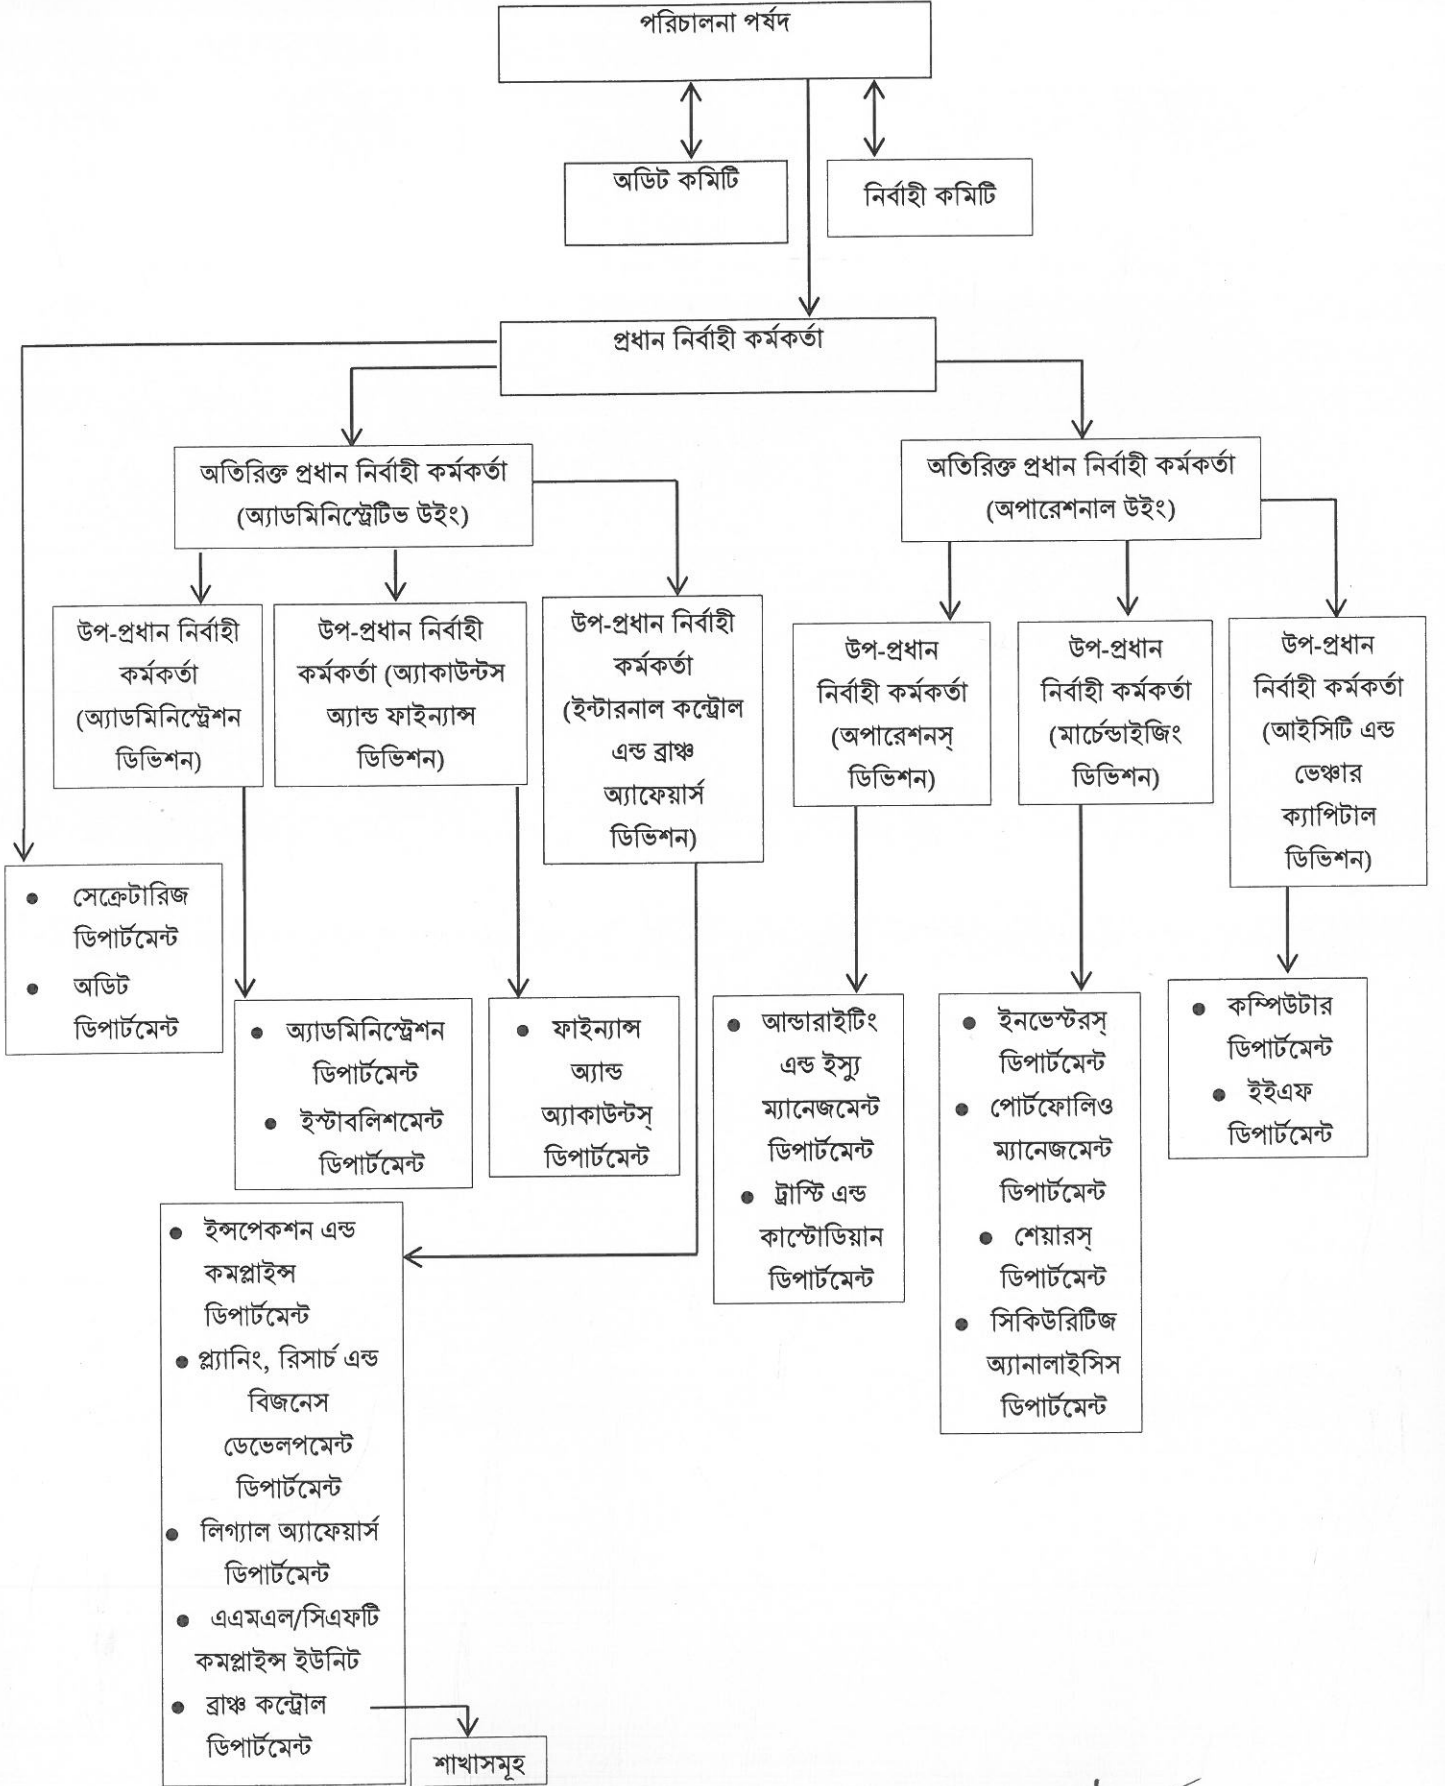 পরিচালনা পর্ষদ
অডিট কমিটি
নির্বাহী কমিটি
প্রধান নির্বাহী কর্মকর্তা
অতিরিক্ত প্রধান নির্বাহী কর্মকর্তা
(অ্যাডমিনিস্ট্রেটিভ উইং)
অতিরিক্ত প্রধান নির্বাহী কর্মকর্তা
(অপারেশনাল উইং)
উপ-প্রধান নির্বাহী
কর্মকর্তা
(অ্যাডমিনিস্ট্রেশন
ডিভিশন)
উপ-প্রধান নির্বাহী
কর্মকর্তা (অ্যাকাউন্টস
অ্যান্ড ফাইন্যান্স
ডিভিশন)
উপ-প্রধান নির্বাহী
কর্মকর্তা
(ইন্টারনাল কন্ট্রোল
এন্ড ব্রাঞ্চ
অ্যাফেয়ার্স
ডিভিশন)
উপ-প্রধান
নির্বাহী কর্মকর্তা
(অপারেশনস্
ডিভিশন)
উপ-প্রধান
নির্বাহী কর্মকর্তা
(মার্চেন্ডাইজিং
ডিভিশন)
উপ-প্রধান
নির্বাহী কর্মকর্তা
(আইসিটি এন্ড
ভেঞ্চার
ক্যাপিটাল
ডিভিশন)
● সেক্রেটারিজ
ডিপার্টমেন্ট
● অডিট
ডিপার্টমেন্ট
● অ্যাডমিনিস্ট্রেশন
ডিপার্টমেন্ট
● ইস্টাবলিশমেন্ট
ডিপার্টমেন্ট
● ফাইন্যান্স
অ্যান্ড
অ্যাকাউন্টস্
ডিপার্টমেন্ট
● আন্ডারাইটিং
এন্ড ইস্যু
ম্যানেজমেন্ট
ডিপার্টমেন্ট
● ট্রাস্টি এন্ড
কাস্টোডিয়ান
ডিপার্টমেন্ট
● ইনভেস্টরস্
ডিপার্টমেন্ট
● পোর্টফোলিও
ম্যানেজমেন্ট
ডিপার্টমেন্ট
● শেয়ারস্
ডিপার্টমেন্ট
● সিকিউরিটিজ
অ্যানালাইসিস
ডিপার্টমেন্ট
● কম্পিউটার
ডিপার্টমেন্ট
● ইইএফ
ডিপার্টমেন্ট
● ইন্সপেকশন এন্ড
কমপ্লাইন্স
ডিপার্টমেন্ট
● প্ল্যানিং, রিসার্চ এন্ড
বিজনেস
ডেভেলপমেন্ট
ডিপার্টমেন্ট
● লিগ্যাল অ্যাফেয়ার্স
ডিপার্টমেন্ট
● এএমএল/সিএফটি
কমপ্লাইন্স ইউনিট
● ব্রাঞ্চ কন্ট্রোল
ডিপার্টমেন্ট
শাখাসমূহ